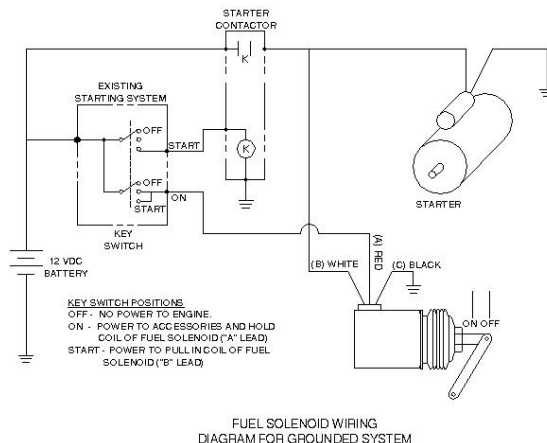 STARTER
CONTACTOR
K
EXISTING
STARTING SYSTEM
OFF
START
K
OFF
START
ON
KEY
SWITCH
STARTER
12 VDC
BATTERY
(B) WHITE
(A) RED
(C) BLACK
ON OFF
KEY SWITCH POSITIONS
OFF - NO POWER TO ENGINE.
ON - POWER TO ACCESSORIES AND HOLD
COIL OF FUEL SOLENOID ("A" LEAD)
START - POWER TO PULL IN COIL OF FUEL
SOLENOID ("B" LEAD)
FUEL SOLENOID WIRING
DIAGRAM FOR GROUNDED SYSTEM